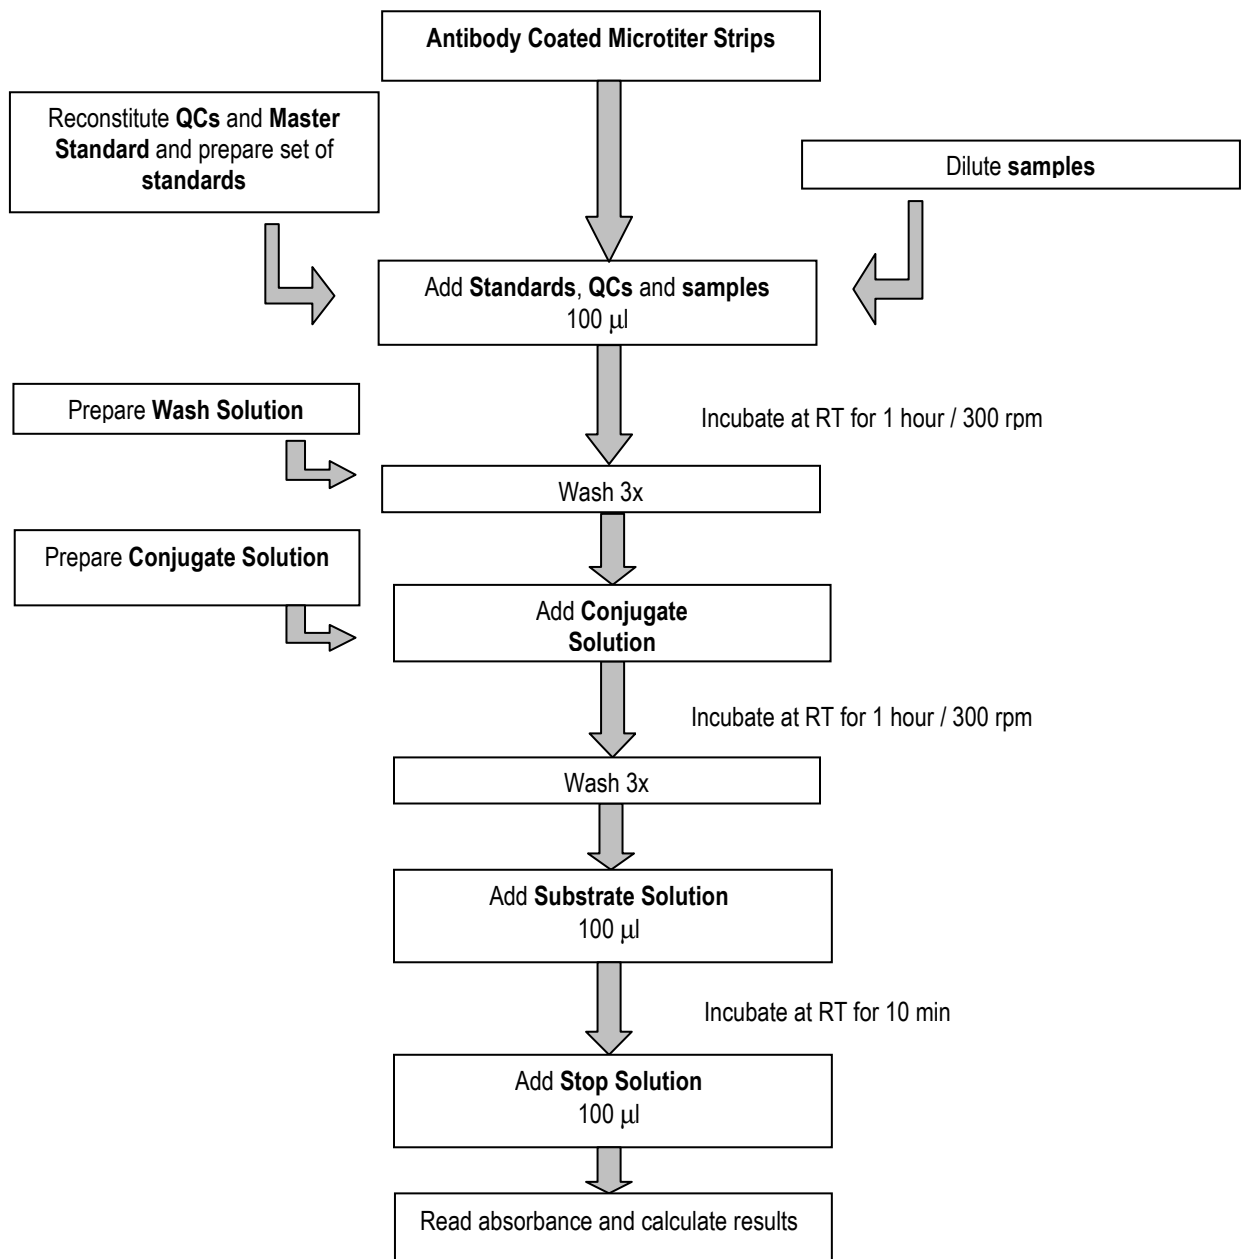 Antibody Coated Microtiter Strips
Reconstitute QCs and Master
Standard and prepare set of
standards
Dilute samples
Add Standards, QCs and samples
100 µl
Incubate at RT for 1 hour / 300 rpm
Prepare Wash Solution
Wash 3x
Prepare Conjugate Solution
Add Conjugate
Solution
Incubate at RT for 1 hour / 300 rpm
Wash 3x
Add Substrate Solution
100 µl
Incubate at RT for 10 min
Add Stop Solution
100 µl
Read absorbance and calculate results